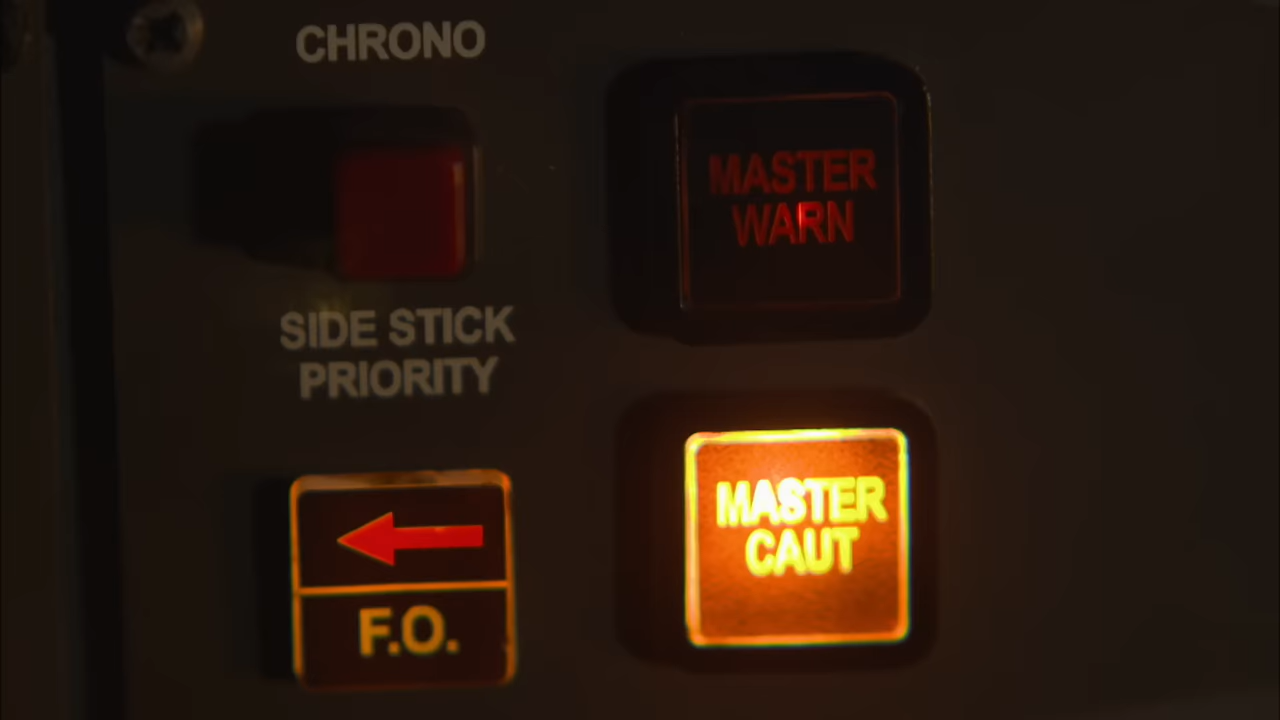 CHRONO
MASTER
WARN
SIDE STICK
PRIORITY
MASTER
CAUT
F.O.